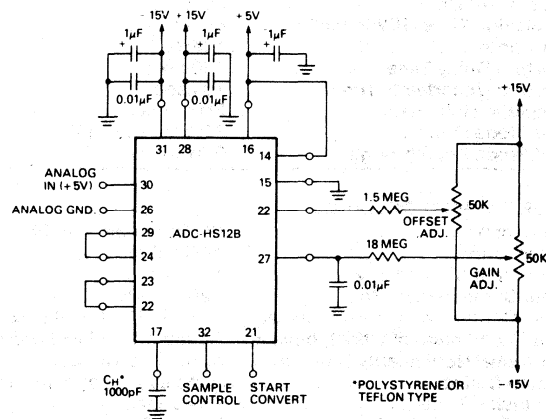 - 15V + 15V + 5V
1µF 1µF 1µF
+ + +
0.01µF 0.01µF
31 28 16
ANALOG
IN (+5V)
30
14
15
ANALOG GND.
26
ADC-HS12B
22
1.5 MEG
OFFSET
ADJ.
50K
+ 15V
29
24
27
18 MEG
GAIN
ADJ.
50K
23
22
0.01µF
17 32 21
CH*
1000pF
SAMPLE
CONTROL
START
CONVERT
*POLYSTYRENE OR
TEFLON TYPE
- 15V